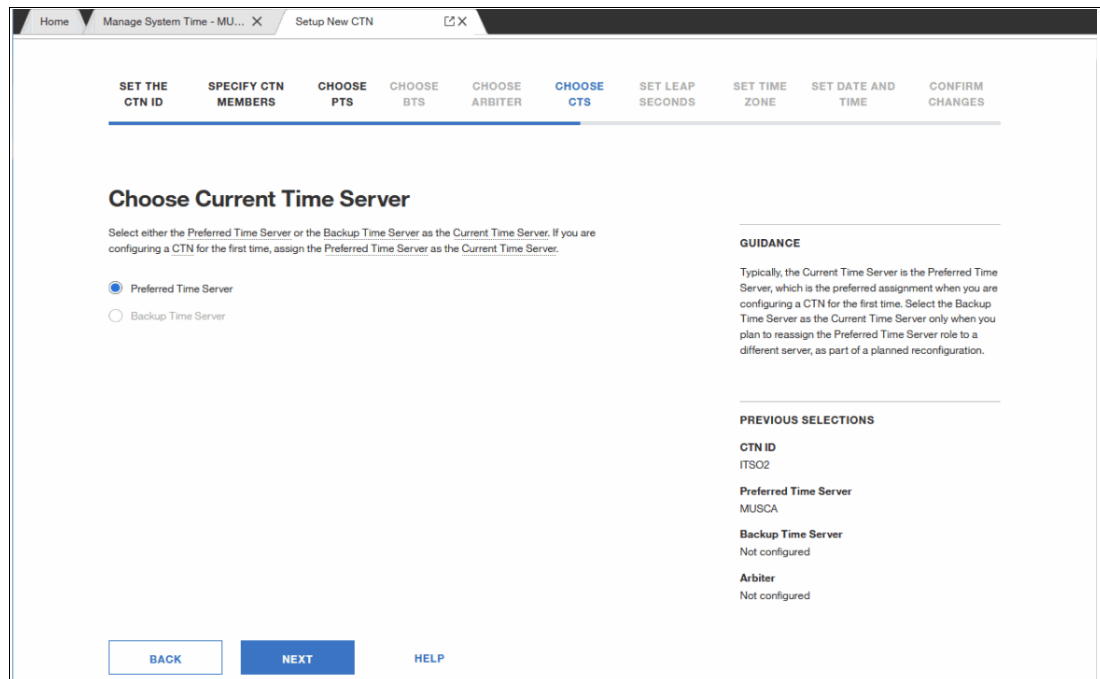 Home
Manage System Time - MU... X
Setup New CTN
SET THE CTN ID
SPECIFY CTN MEMBERS
CHOOSE PTS
CHOOSE BTS
CHOOSE ARBITER
CHOOSE CTS
SET LEAP SECONDS
SET TIME ZONE
SET DATE AND TIME
CONFIRM CHANGES
Choose Current Time Server
Select either the Preferred Time Server or the Backup Time Server as the Current Time Server. If you are
configuring a CTN for the first time, assign the Preferred Time Server as the Current Time Server.
Preferred Time Server
Backup Time Server
GUIDANCE
Typically, the Current Time Server is the Preferred Time
Server, which is the preferred assignment when you are
configuring a CTN for the first time. Select the Backup
Time Server as the Current Time Server only when you
plan to reassign the Preferred Time Server role to a
different server, as part of a planned reconfiguration.
PREVIOUS SELECTIONS
CTN ID
ITSO2
Preferred Time Server
MUSCA
Backup Time Server
Not configured
Arbiter
Not configured
BACK
NEXT
HELP